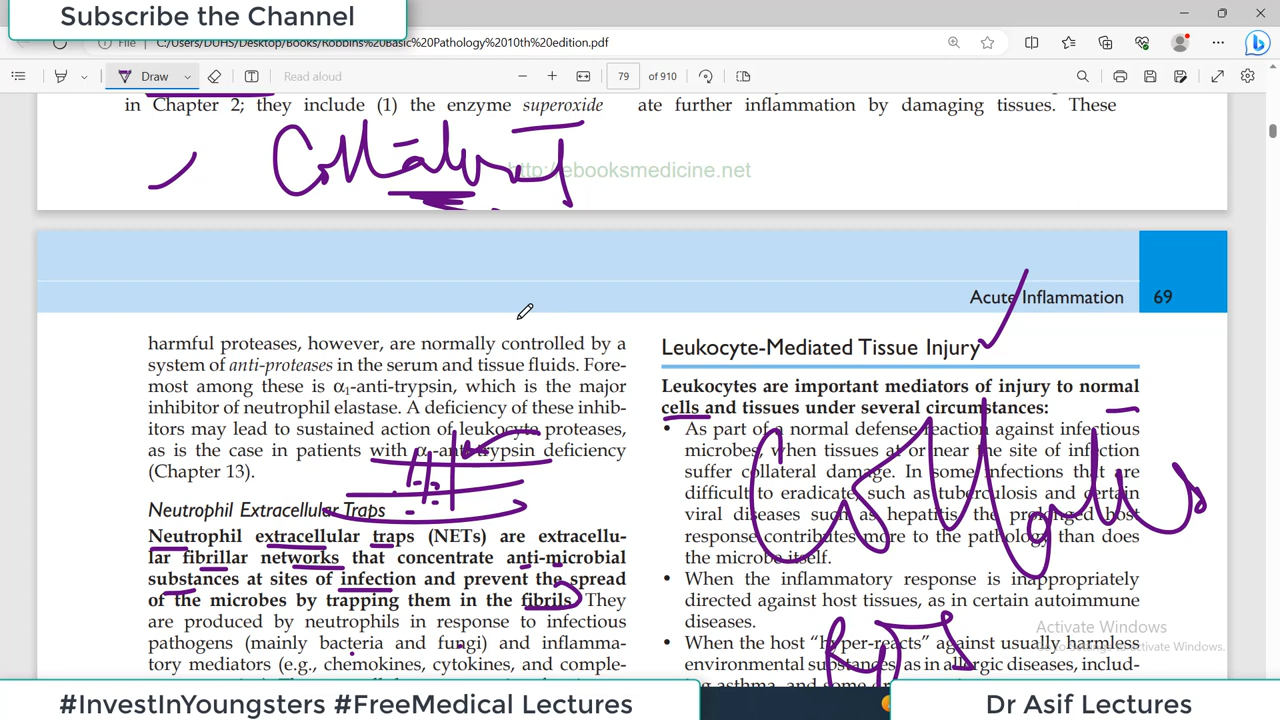 Subscribe the Channel
File C:/Users/DUHS/Desktop/Books/Robbins%20Basic%20Pathology%2010th%20edition.pdf
Draw Read aloud 79 of 910
in Chapter 2; they include (1) the enzyme superoxide
ate further inflammation by damaging tissues. These
Collateral
http://ebooksmedicine.net
Acute Inflammation 69
harmful proteases, however, are normally controlled by a
system of anti-proteases in the serum and tissue fluids. Fore-
most among these is α1-anti-trypsin, which is the major
inhibitor of neutrophil elastase. A deficiency of these inhib-
itors may lead to sustained action of leukocyte proteases,
as is the case in patients with α1-anti-trypsin deficiency
(Chapter 13).
Neutrophil Extracellular Traps
Neutrophil extracellular traps (NETs) are extracellu-
lar fibrillar networks that concentrate anti-microbial
substances at sites of infection and prevent the spread
of the microbes by trapping them in the fibrils. They
are produced by neutrophils in response to infectious
pathogens (mainly bacteria and fungi) and inflamma-
tory mediators (e.g., chemokines, cytokines, and comple-
Leukocyte-Mediated Tissue Injury
Leukocytes are important mediators of injury to normal
cells and tissues under several circumstances:
• As part of a normal defense reaction against infectious
microbes, when tissues at or near the site of infection
suffer collateral damage. In some infections that are
difficult to eradicate, such as tuberculosis and certain
viral diseases such as hepatitis, the prolonged host
response contributes more to the pathology than does
the microbe itself.
• When the inflammatory response is inappropriately
directed against host tissues, as in certain autoimmune
diseases.
• When the host “hyper-reacts” against usually harmless
environmental substances, as in allergic diseases, includ-
asthma, and some
Activate Windows
Go to Settings to activate Windows.
#InvestInYoungsters #FreeMedical Lectures
Dr Asif Lectures